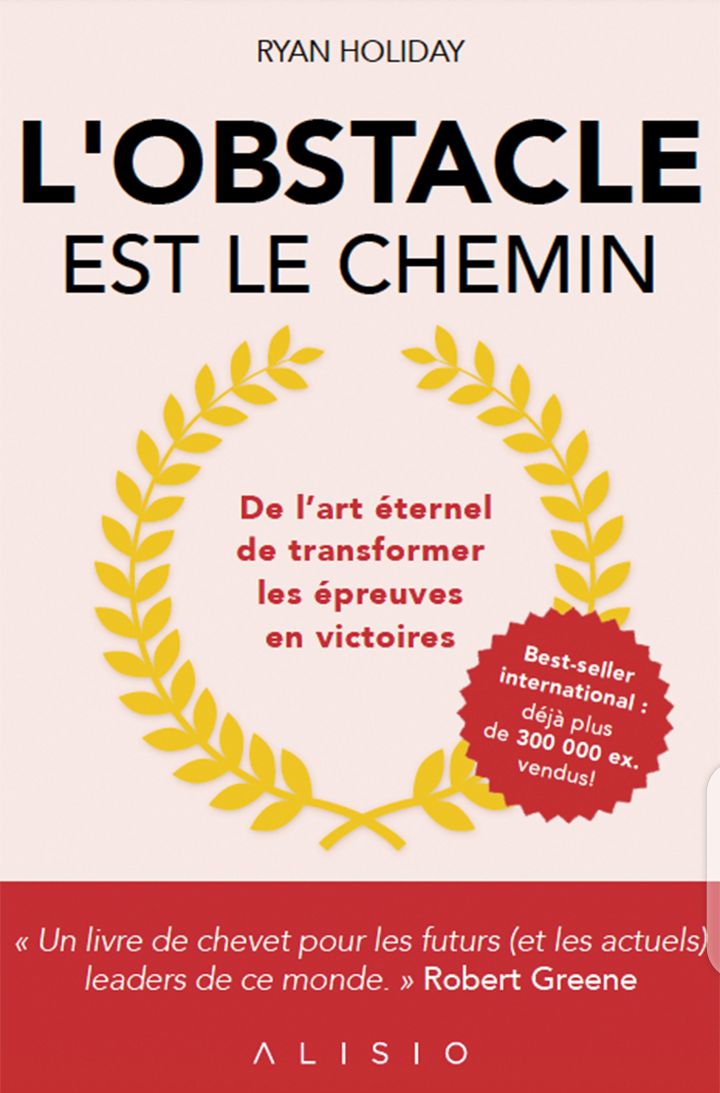 RYAN HOLIDAY
L'OBSTACLE
EST LE CHEMIN
De l’art éternel
de transformer
les épreuves
en victoires
Best-seller
international :
déjà plus
de 300 000 ex.
vendus!
« Un livre de chevet pour les futurs (et les actuels)
leaders de ce monde. » Robert Greene
ALISIO